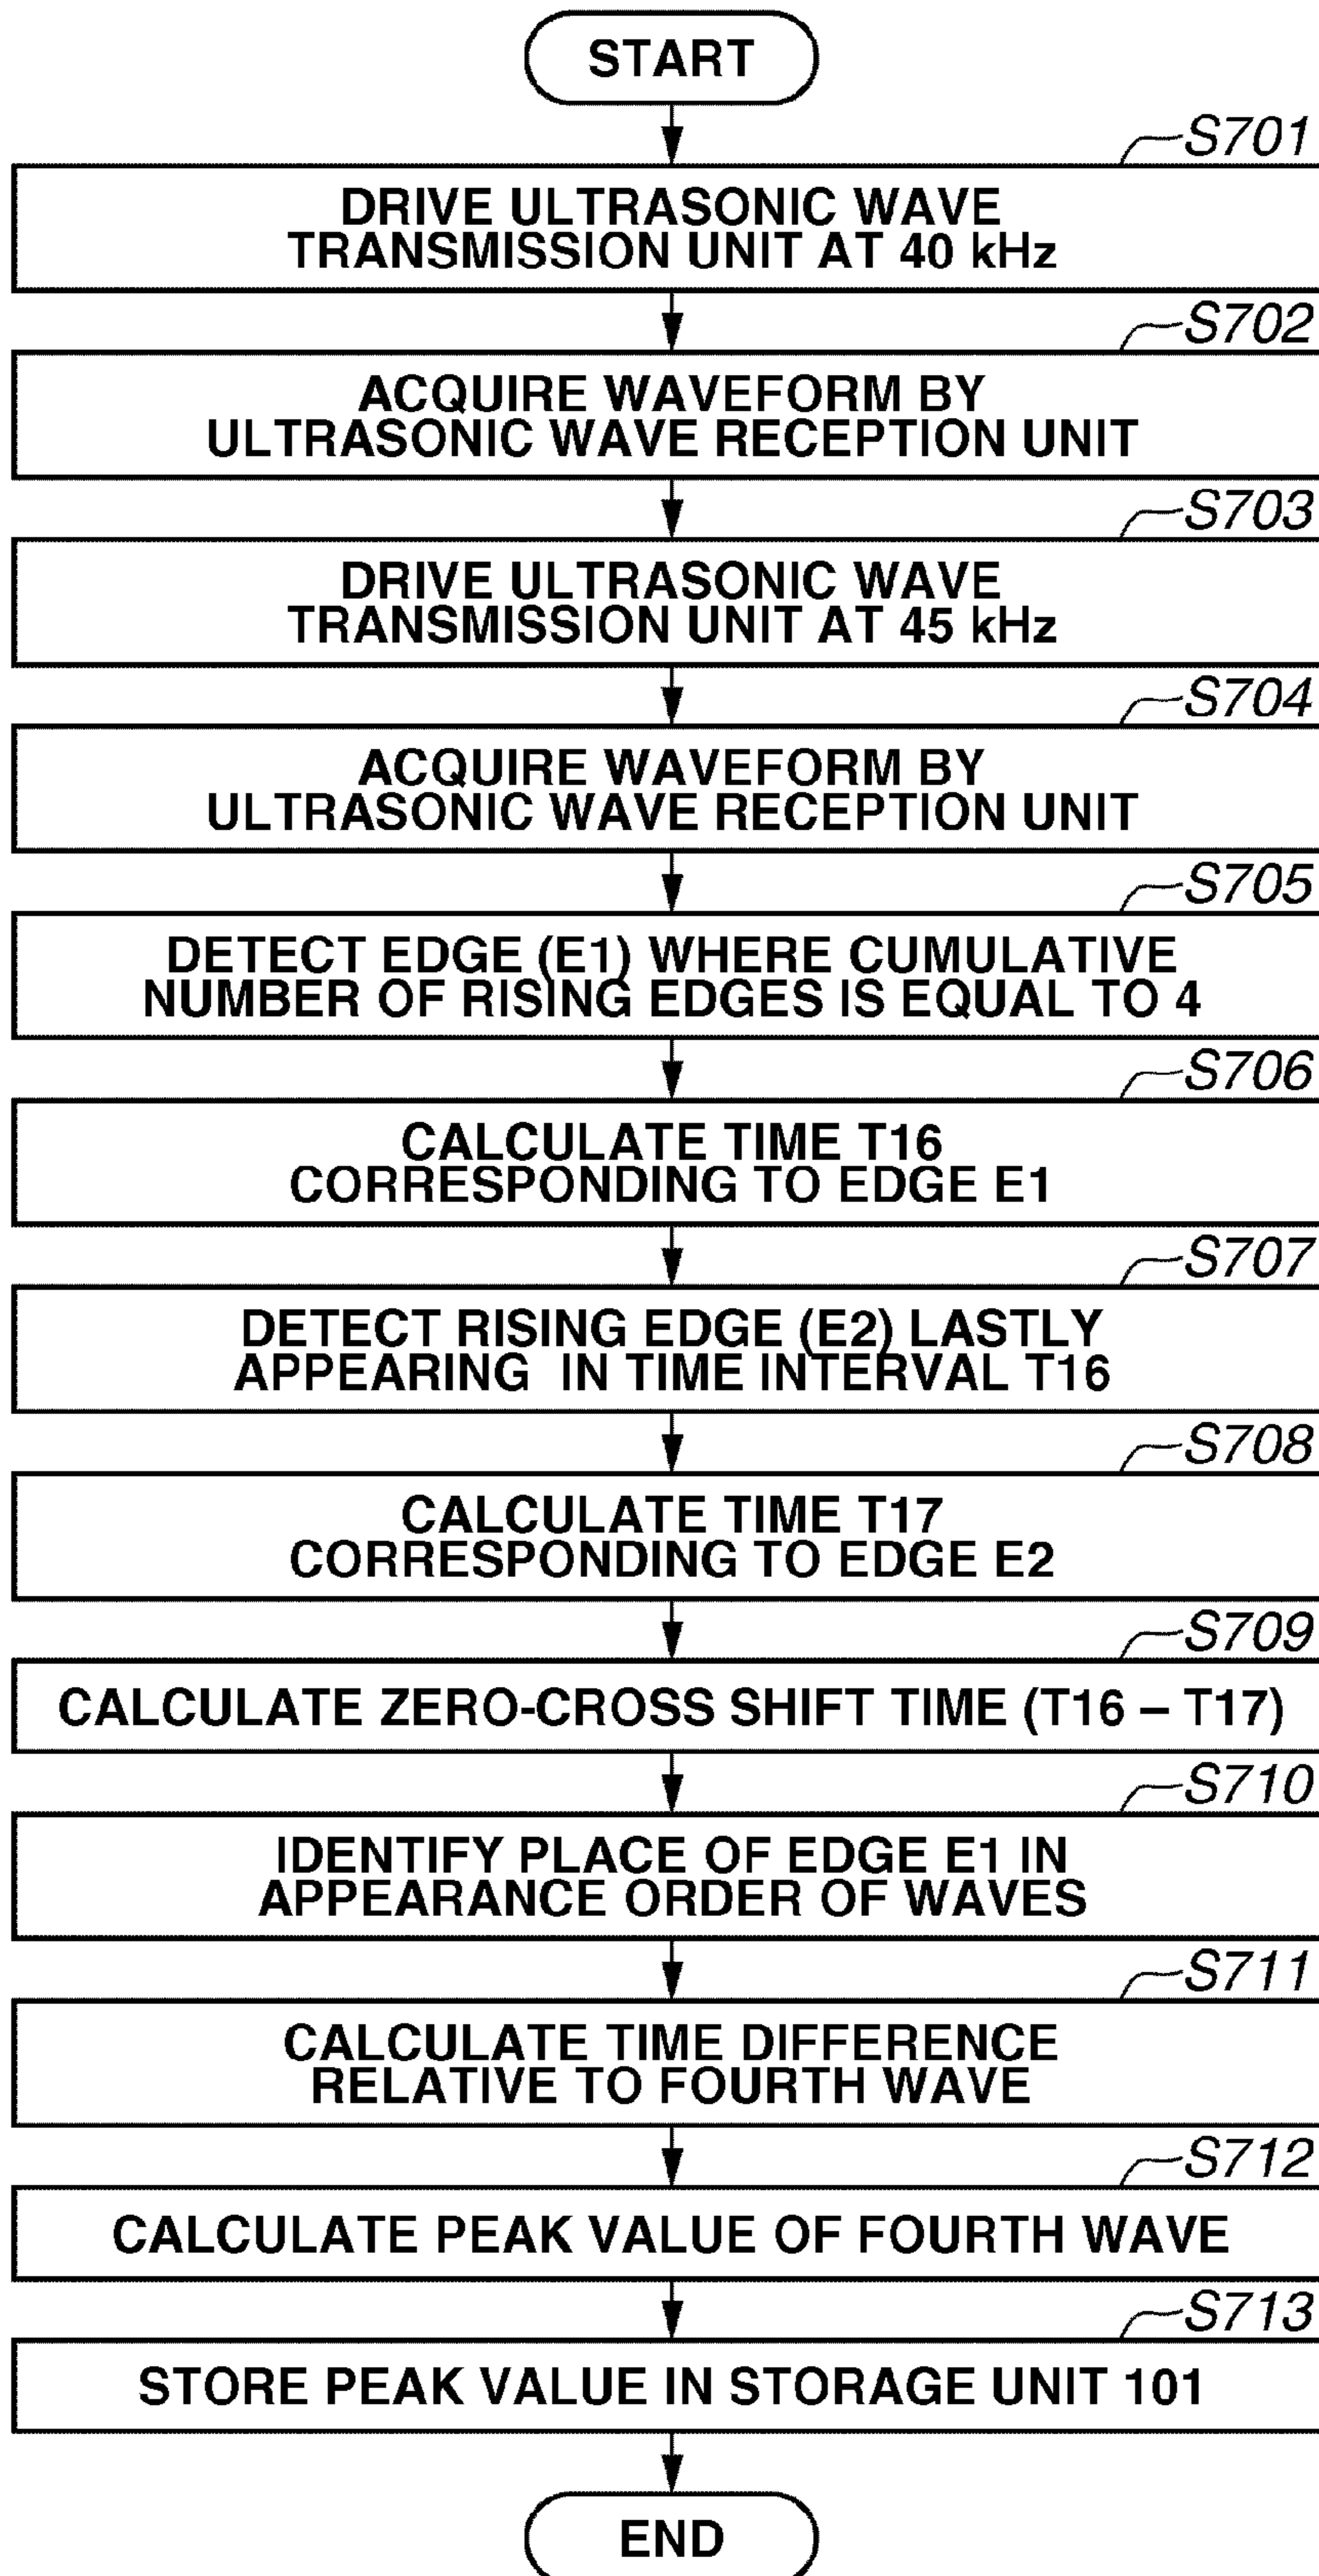 START
S701
DRIVE ULTRASONIC WAVE
TRANSMISSION UNIT AT 40 kHz
S702
ACQUIRE WAVEFORM BY
ULTRASONIC WAVE RECEPTION UNIT
S703
DRIVE ULTRASONIC WAVE
TRANSMISSION UNIT AT 45 kHz
S704
ACQUIRE WAVEFORM BY
ULTRASONIC WAVE RECEPTION UNIT
S705
DETECT EDGE (E1) WHERE CUMULATIVE
NUMBER OF RISING EDGES IS EQUAL TO 4
S706
CALCULATE TIME T16
CORRESPONDING TO EDGE E1
S707
DETECT RISING EDGE (E2) LASTLY
APPEARING IN TIME INTERVAL T16
S708
CALCULATE TIME T17
CORRESPONDING TO EDGE E2
S709
CALCULATE ZERO-CROSS SHIFT TIME (T16 – T17)
S710
IDENTIFY PLACE OF EDGE E1 IN
APPEARANCE ORDER OF WAVES
S711
CALCULATE TIME DIFFERENCE
RELATIVE TO FOURTH WAVE
S712
CALCULATE PEAK VALUE OF FOURTH WAVE
S713
STORE PEAK VALUE IN STORAGE UNIT 101
END